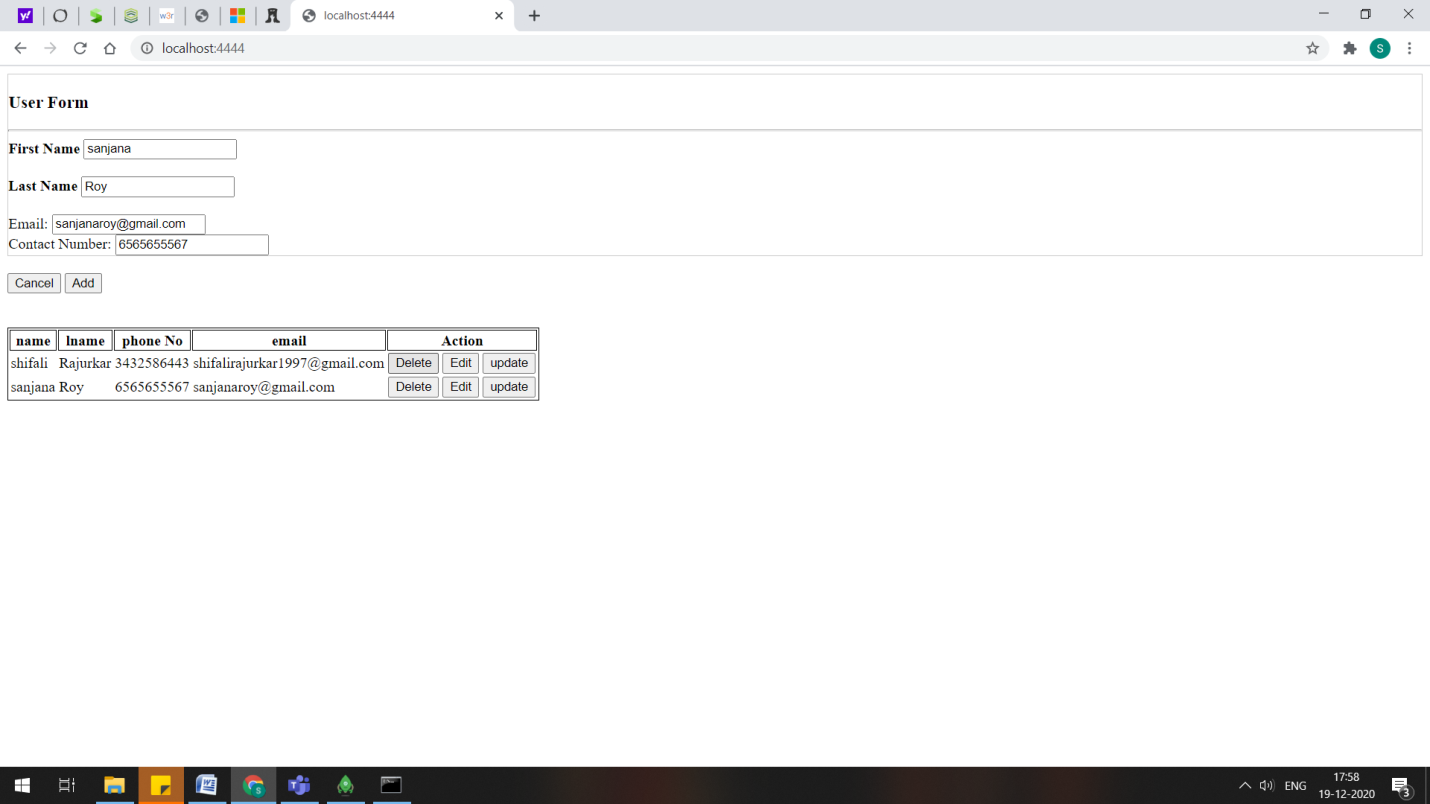 y! w3r localhost:4444
localhost:4444 S
User Form
First Name sanjana
Last Name Roy
Email: sanjanaroy@gmail.com
Contact Number: 6565655567
Cancel Add
name lname phone No email Action
shifali Rajurkar 3432586443 shifalirajurkar1997@gmail.com Delete Edit update
sanjana Roy 6565655567 sanjanaroy@gmail.com Delete Edit update
ENG 17:58
19-12-2020 3